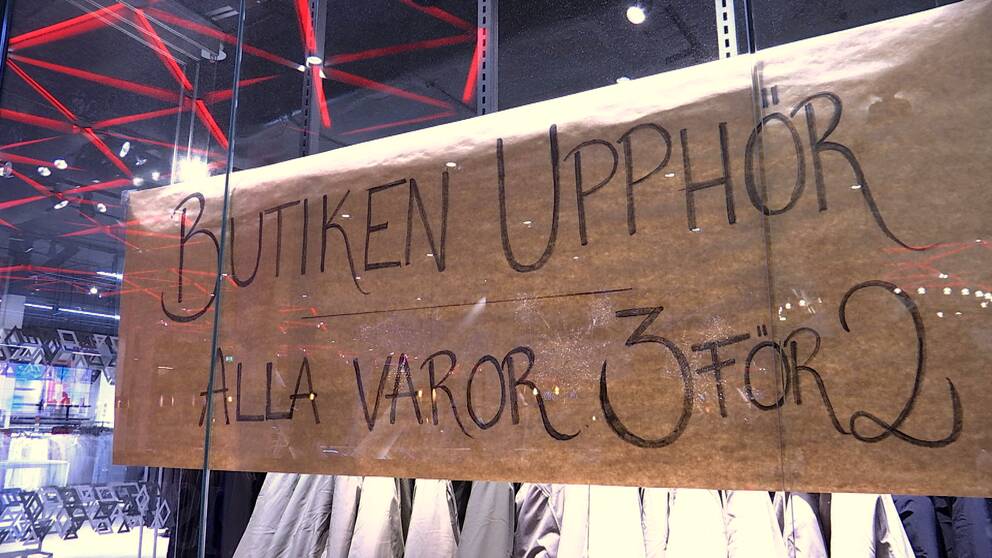 BUTIKEN UPPHÖR
ALLA VAROR 3 FÖR 2